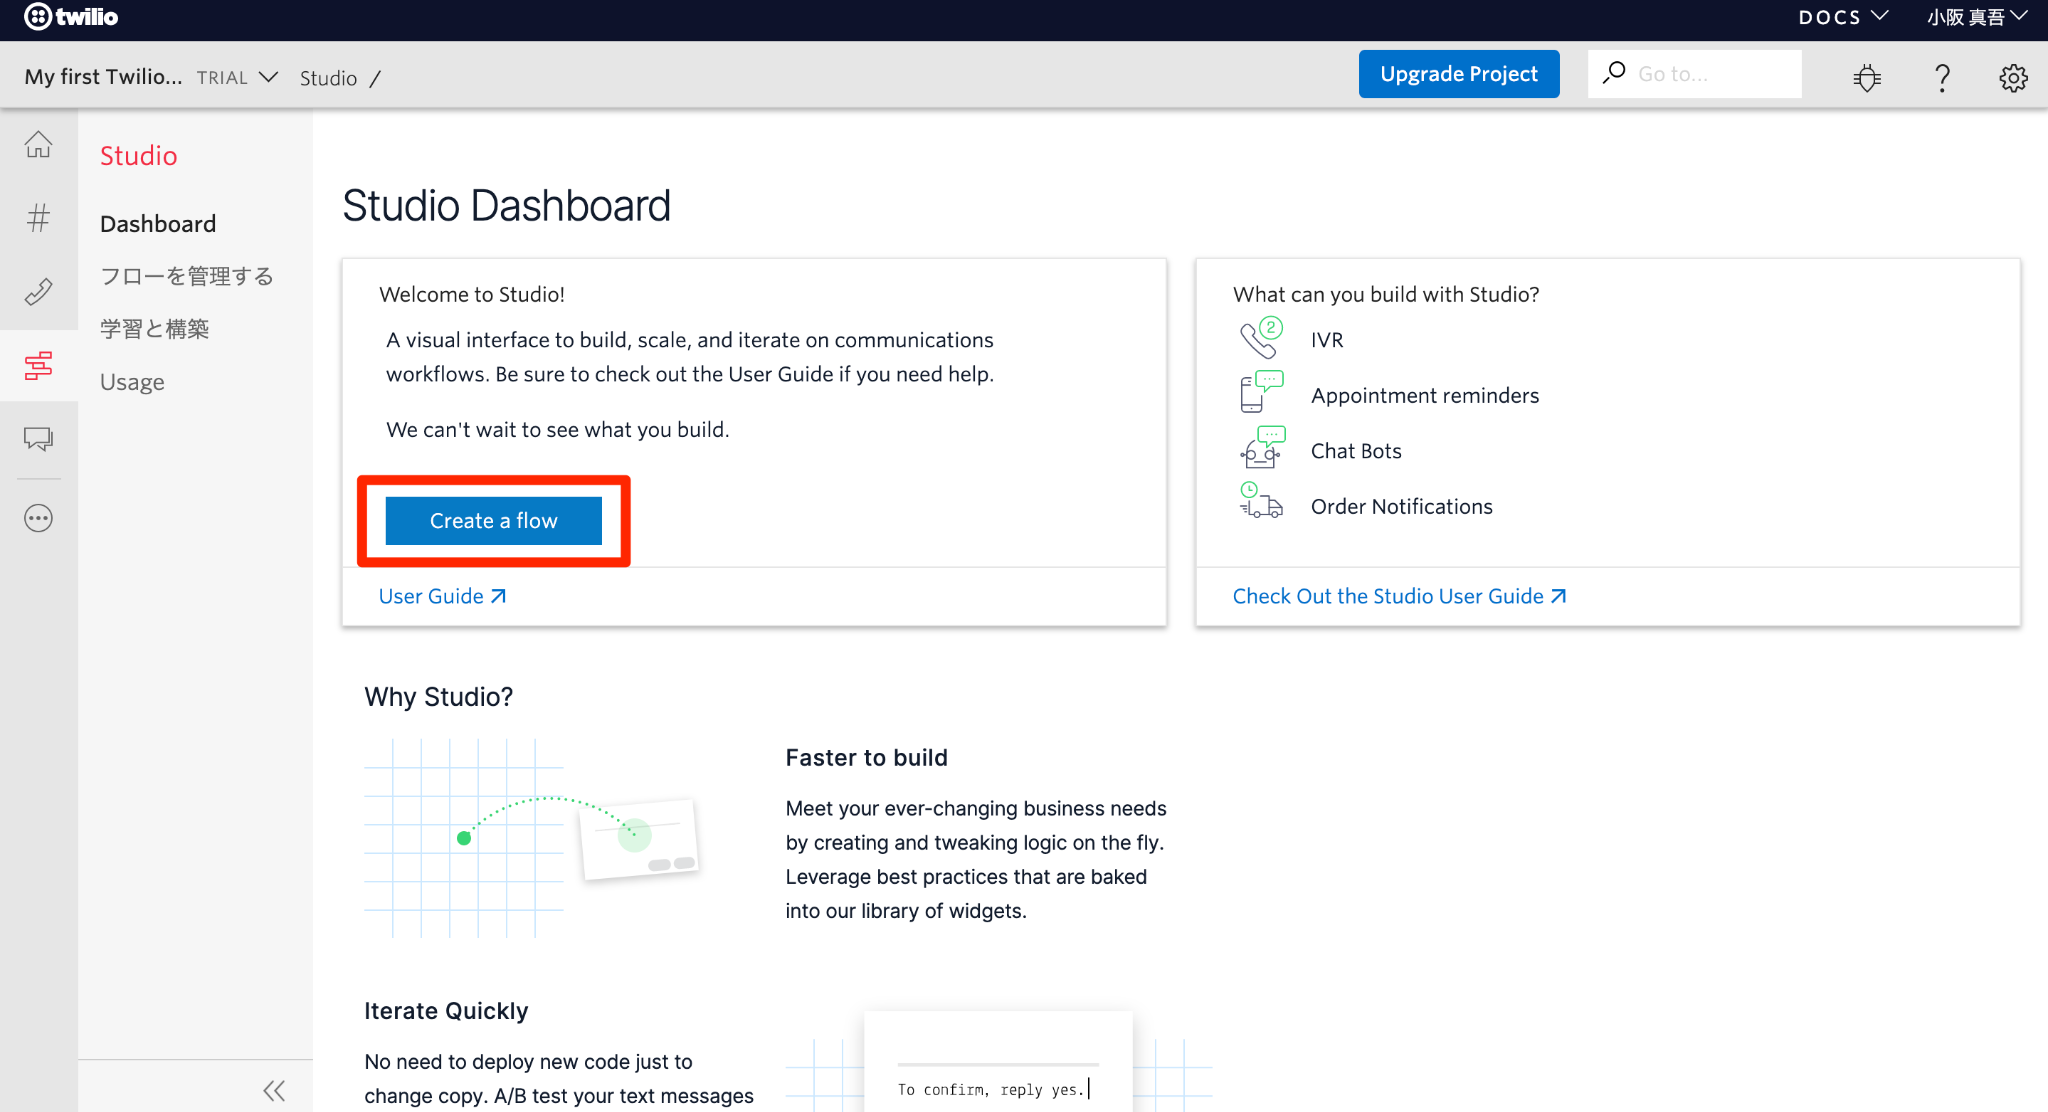 twilio
DOCS
小阪 真吾
My first Twilio... TRIAL
Studio /
Upgrade Project
Go to...
?
Studio
Dashboard
フローを管理する
学習と構築
Usage
Studio Dashboard
Welcome to Studio!
A visual interface to build, scale, and iterate on communications
workflows. Be sure to check out the User Guide if you need help.
We can't wait to see what you build.
Create a flow
User Guide
What can you build with Studio?
2
IVR
Appointment reminders
Chat Bots
Order Notifications
Check Out the Studio User Guide
Why Studio?
Faster to build
Meet your ever-changing business needs
by creating and tweaking logic on the fly.
Leverage best practices that are baked
into our library of widgets.
Iterate Quickly
No need to deploy new code just to
change copy. A/B test your text messages
To confirm, reply yes.